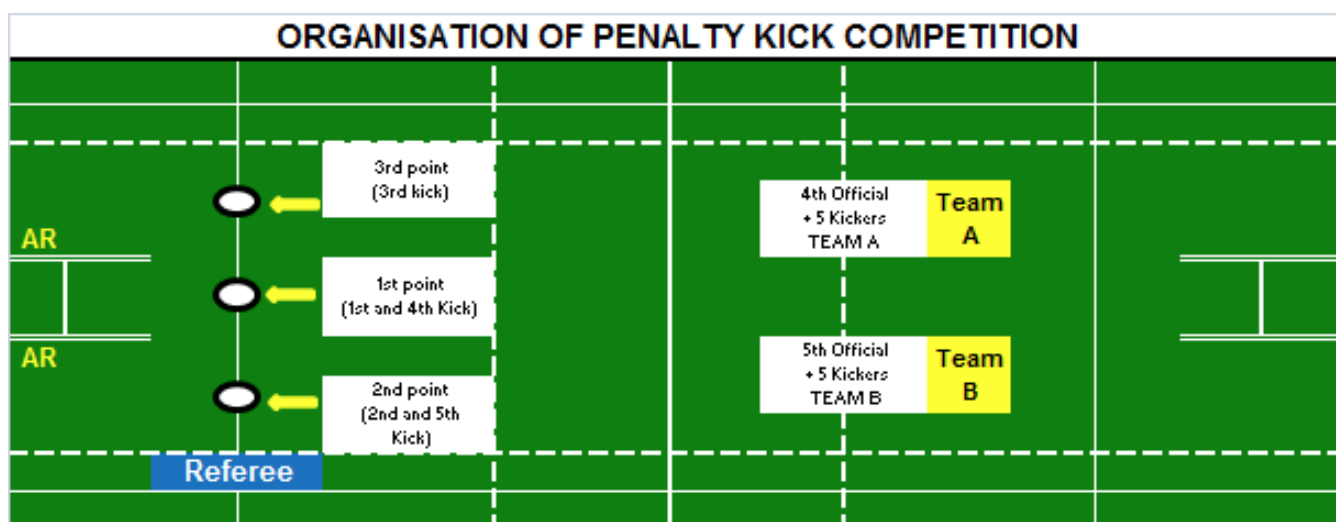 ORGANISATION OF PENALTY KICK COMPETITION
3rd point
(3rd kick)
4th Official
+ 5 Kickers
TEAM A
Team
A
AR
1st point
(1st and 4th Kick)
AR
5th Official
+ 5 Kickers
TEAM B
Team
B
2nd point
(2nd and 5th
Kick)
Referee